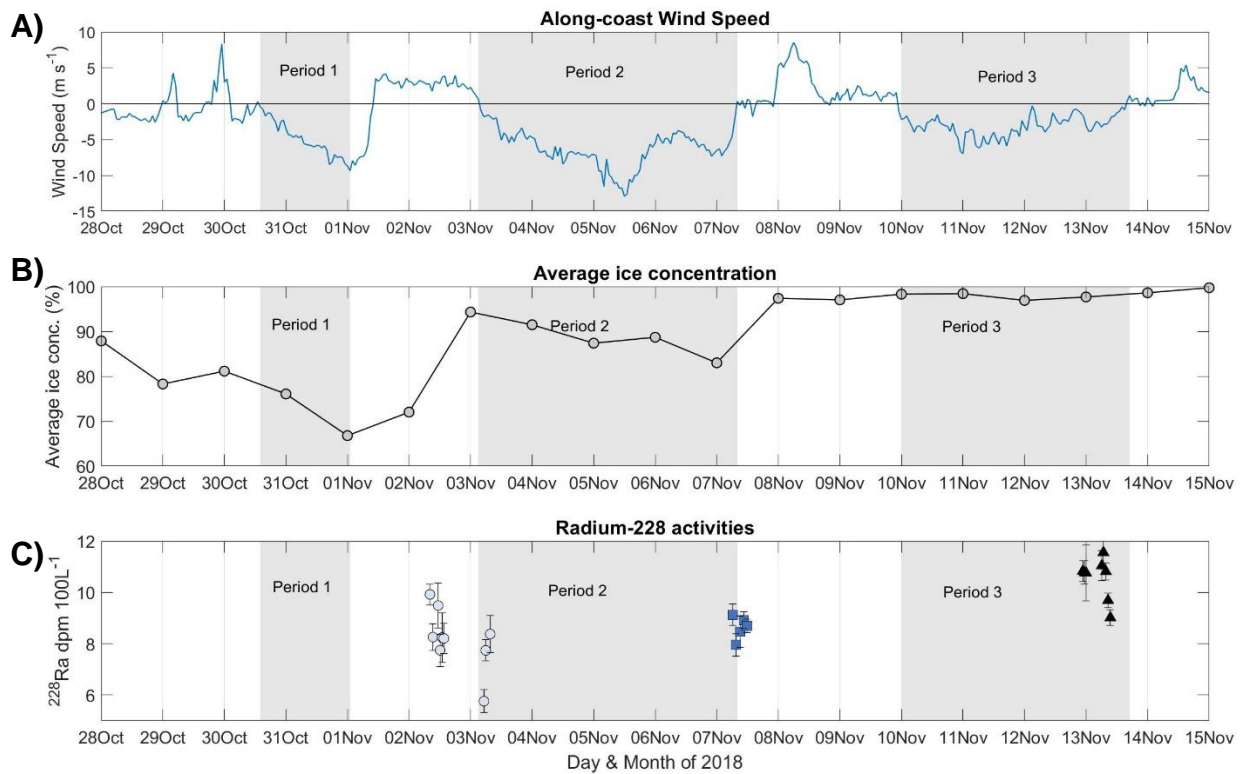 A)
Along-coast Wind Speed
Wind Speed (m s⁻¹)
10
5
0
-5
-10
-15
Period 1
Period 2
Period 3
28Oct 29Oct 30Oct 31Oct 01Nov 02Nov 03Nov 04Nov 05Nov 06Nov 07Nov 08Nov 09Nov 10Nov 11Nov 12Nov 13Nov 14Nov 15Nov
B)
Average ice concentration
Average ice conc. (%)
100
90
80
70
60
Period 1
Period 2
Period 3
28Oct 29Oct 30Oct 31Oct 01Nov 02Nov 03Nov 04Nov 05Nov 06Nov 07Nov 08Nov 09Nov 10Nov 11Nov 12Nov 13Nov 14Nov 15Nov
C)
Radium-228 activities
²²⁸Ra dpm 100L⁻¹
12
10
8
6
Period 1
Period 2
Period 3
28Oct 29Oct 30Oct 31Oct 01Nov 02Nov 03Nov 04Nov 05Nov 06Nov 07Nov 08Nov 09Nov 10Nov 11Nov 12Nov 13Nov 14Nov 15Nov
Day & Month of 2018